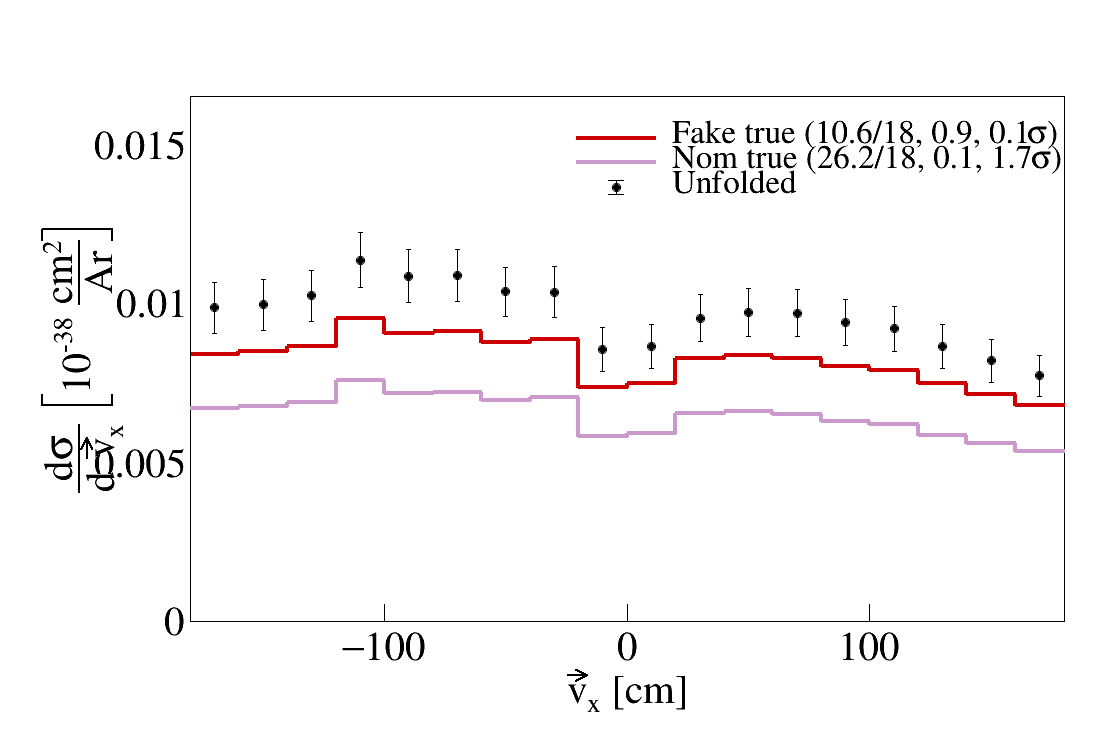 Fake true (10.6/18, 0.9, 0.1σ)
Nom true (26.2/18, 0.1, 1.7σ)
Unfolded
0.015
0.01
0.005
0
−100 0 100
v⃗ₓ [cm]
dσ/dv⃗ₓ [10⁻³⁸ cm²/Ar]